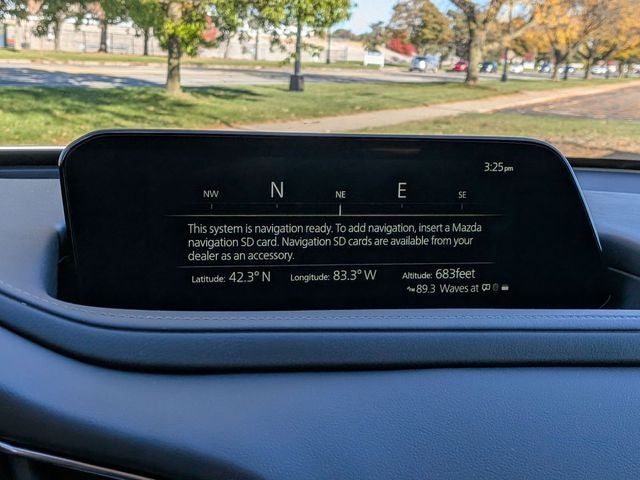 3:25pm
NW N NE E SE
This system is navigation ready. To add navigation, insert a Mazda
navigation SD card. Navigation SD cards are available from your
dealer as an accessory.
Latitude: 42.3° N Longitude: 83.3° W Altitude: 683feet
89.3 Waves at